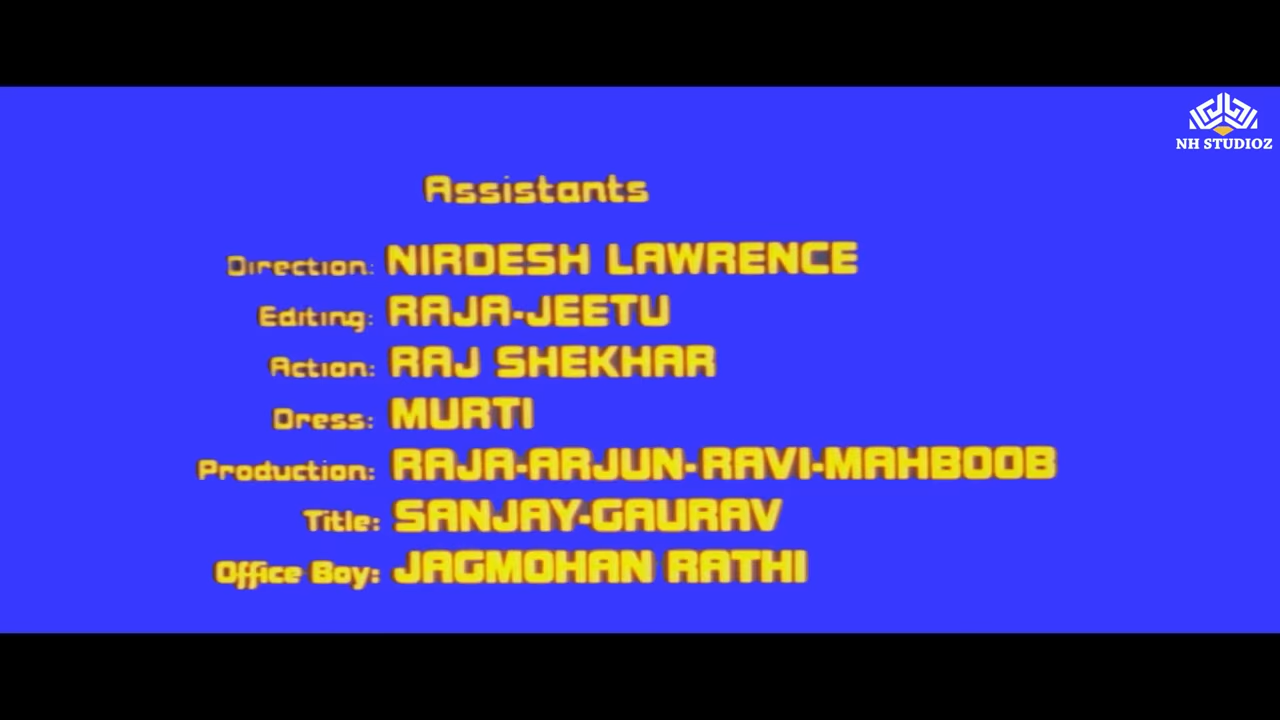 NH STUDIOZ
Assistants
Direction: NIRDESH LAWRENCE
Editing: RAJA-JEETU
Action: RAJ SHEKHAR
Dress: MURTI
Production: RAJA-ARJUN-RAVI-MAHBOOB
Title: SANJAY-GAURAV
Office Boy: JAGMOHAN RATHI